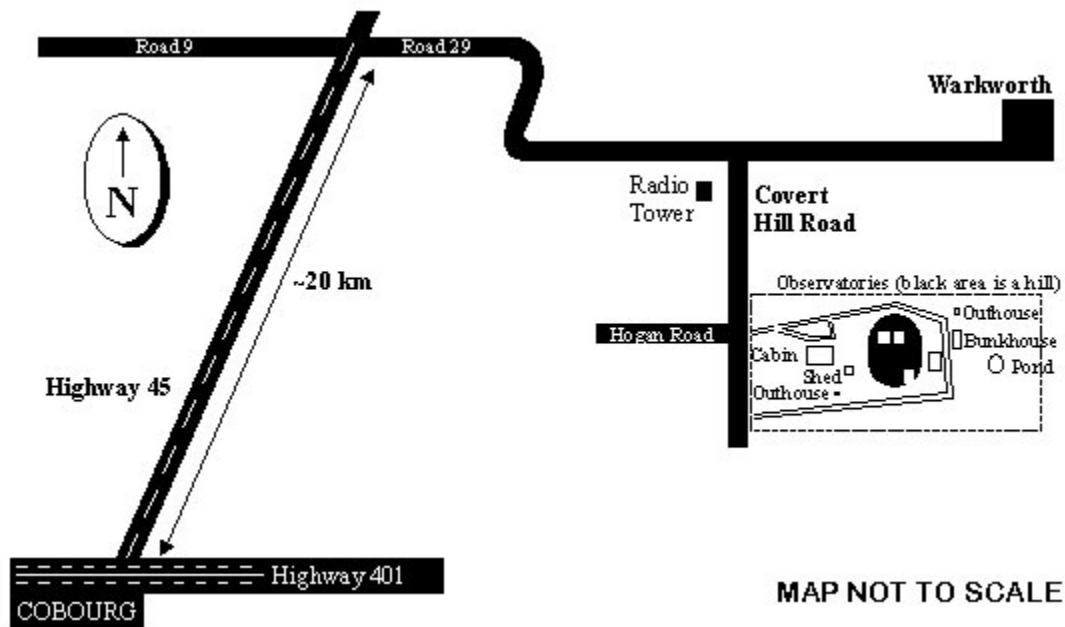 Road 9
Road 29
Warkworth
N
Radio
Tower
Covert
Hill Road
~20 km
Observatories (black area is a hill)
Outhouse
Hogan Road
Bunkhouse
Cabin
Pond
Shed
Highway 45
Outhouse
Highway 401
COBOURG
MAP NOT TO SCALE